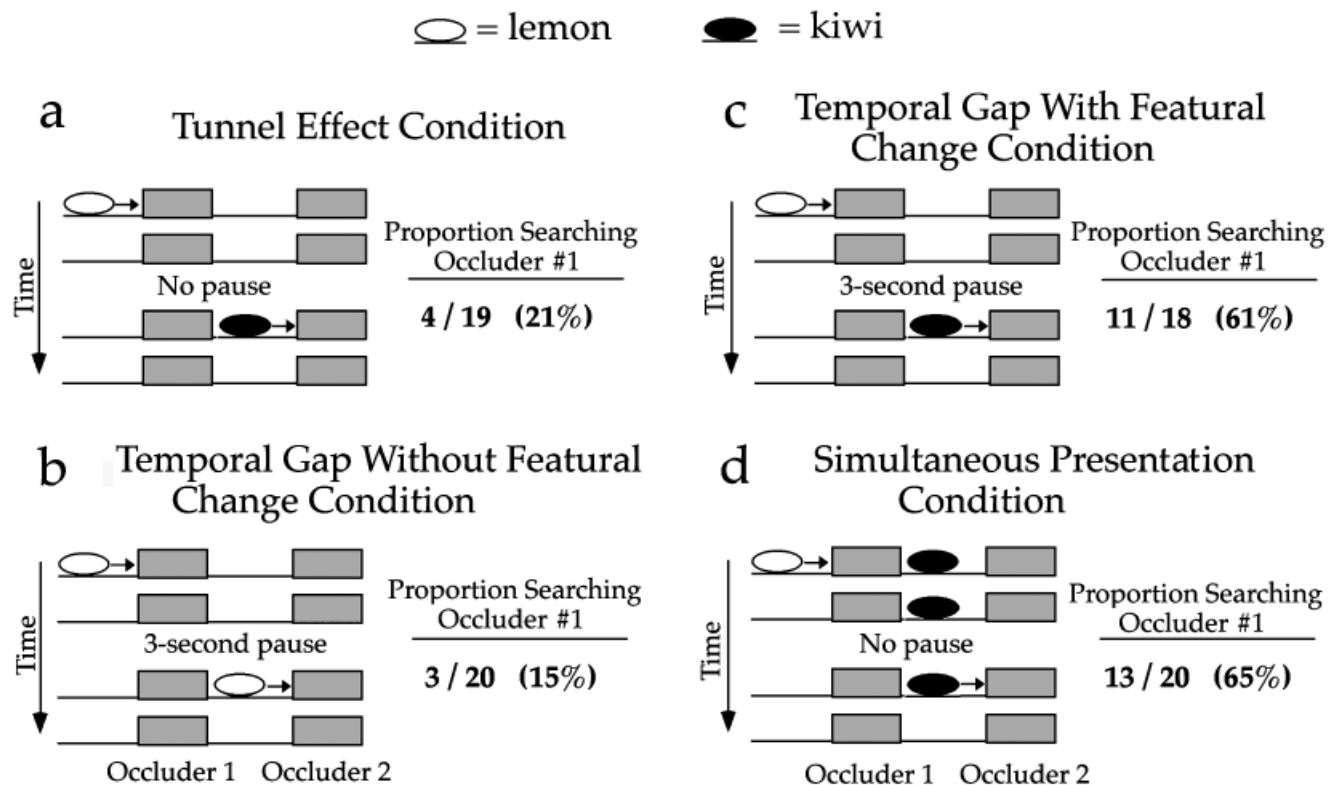 = lemon
= kiwi
a
Tunnel Effect Condition
Time
No pause
Proportion Searching
Occluder #1
4 / 19 (21%)
b
Temporal Gap Without Featural
Change Condition
Time
3-second pause
Proportion Searching
Occluder #1
3 / 20 (15%)
Occluder 1
Occluder 2
c
Temporal Gap With Featural
Change Condition
Time
3-second pause
Proportion Searching
Occluder #1
11 / 18 (61%)
d
Simultaneous Presentation
Condition
Time
No pause
Proportion Searching
Occluder #1
13 / 20 (65%)
Occluder 1
Occluder 2